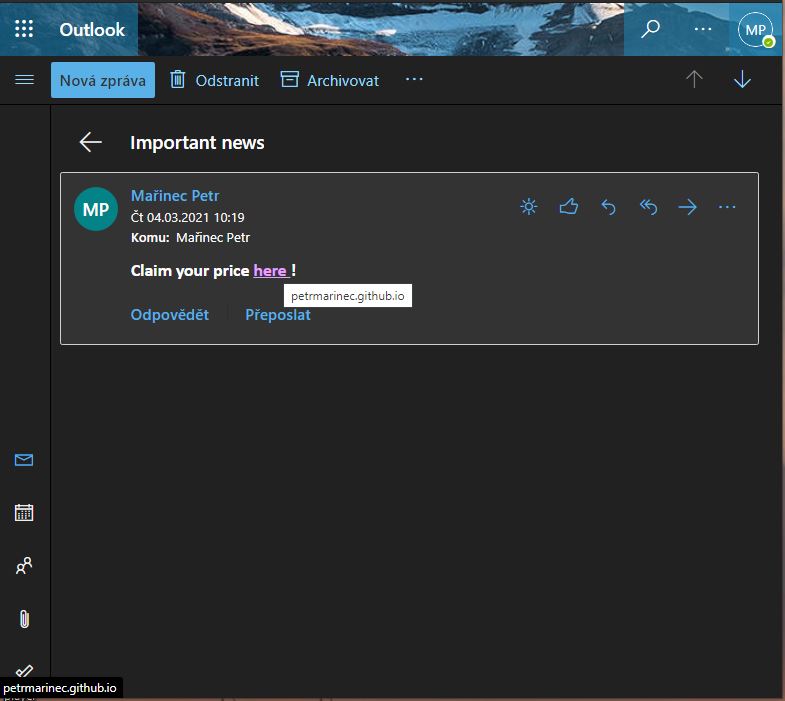 Outlook
MP
Nová zpráva Odstranit Archivovat
Important news
MP
Mařinec Petr
Čt 04.03.2021 10:19
Komu: Mařinec Petr
Claim your price here !
petrmarinec.github.io
Odpovědět Přeposlat
petrmarinec.github.io